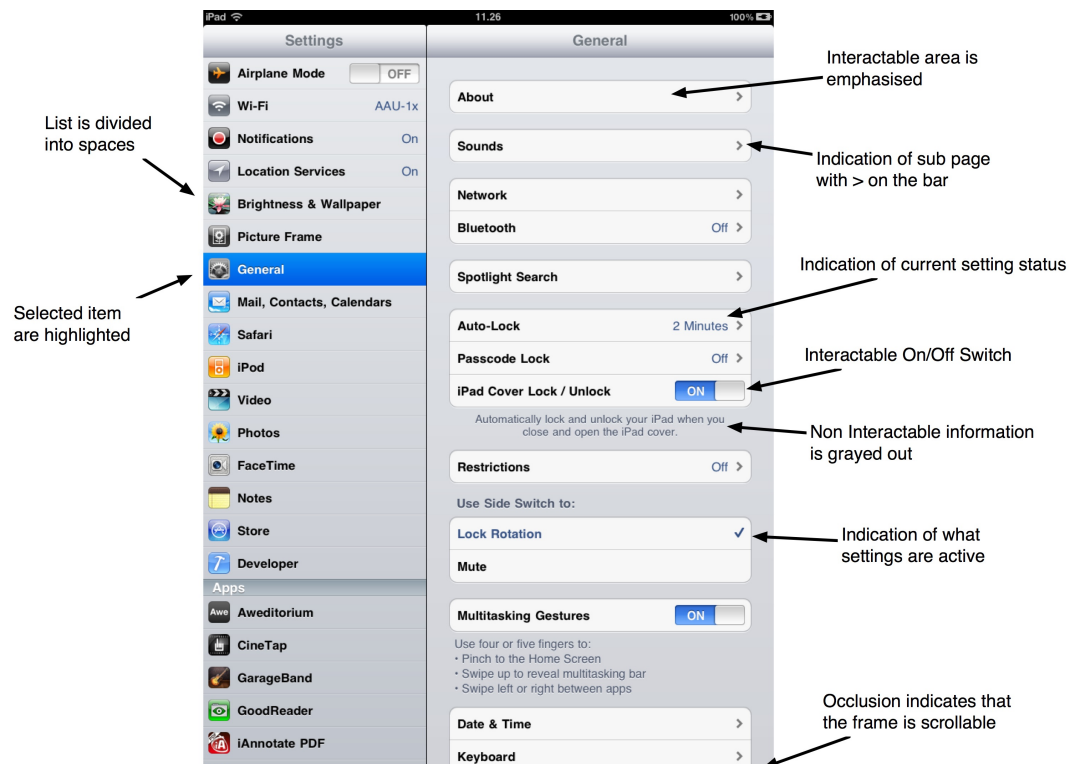 iPad 11.26 100%
Settings
General
Airplane Mode OFF
Wi-Fi AAU-1x
Notifications On
Location Services On
Brightness & Wallpaper
Picture Frame
General
Mail, Contacts, Calendars
Safari
iPod
Video
Photos
FaceTime
Notes
Store
Developer
Apps
Awe Aweditorium
CineTap
GarageBand
GoodReader
iAnnotate PDF
About >
Sounds >
Network >
Bluetooth Off >
Spotlight Search >
Auto-Lock 2 Minutes >
Passcode Lock Off >
iPad Cover Lock / Unlock ON
Automatically lock and unlock your iPad when you
close and open the iPad cover.
Restrictions Off >
Use Side Switch to:
Lock Rotation ✓
Mute
Multitasking Gestures ON
Use four or five fingers to:
• Pinch to the Home Screen
• Swipe up to reveal multitasking bar
• Swipe left or right between apps
Date & Time >
Keyboard >
List is divided
into spaces
Selected item
are highlighted
Interactable area is
emphasised
Indication of sub page
with > on the bar
Indication of current setting status
Interactable On/Off Switch
Non Interactable information
is grayed out
Indication of what
settings are active
Occlusion indicates that
the frame is scrollable